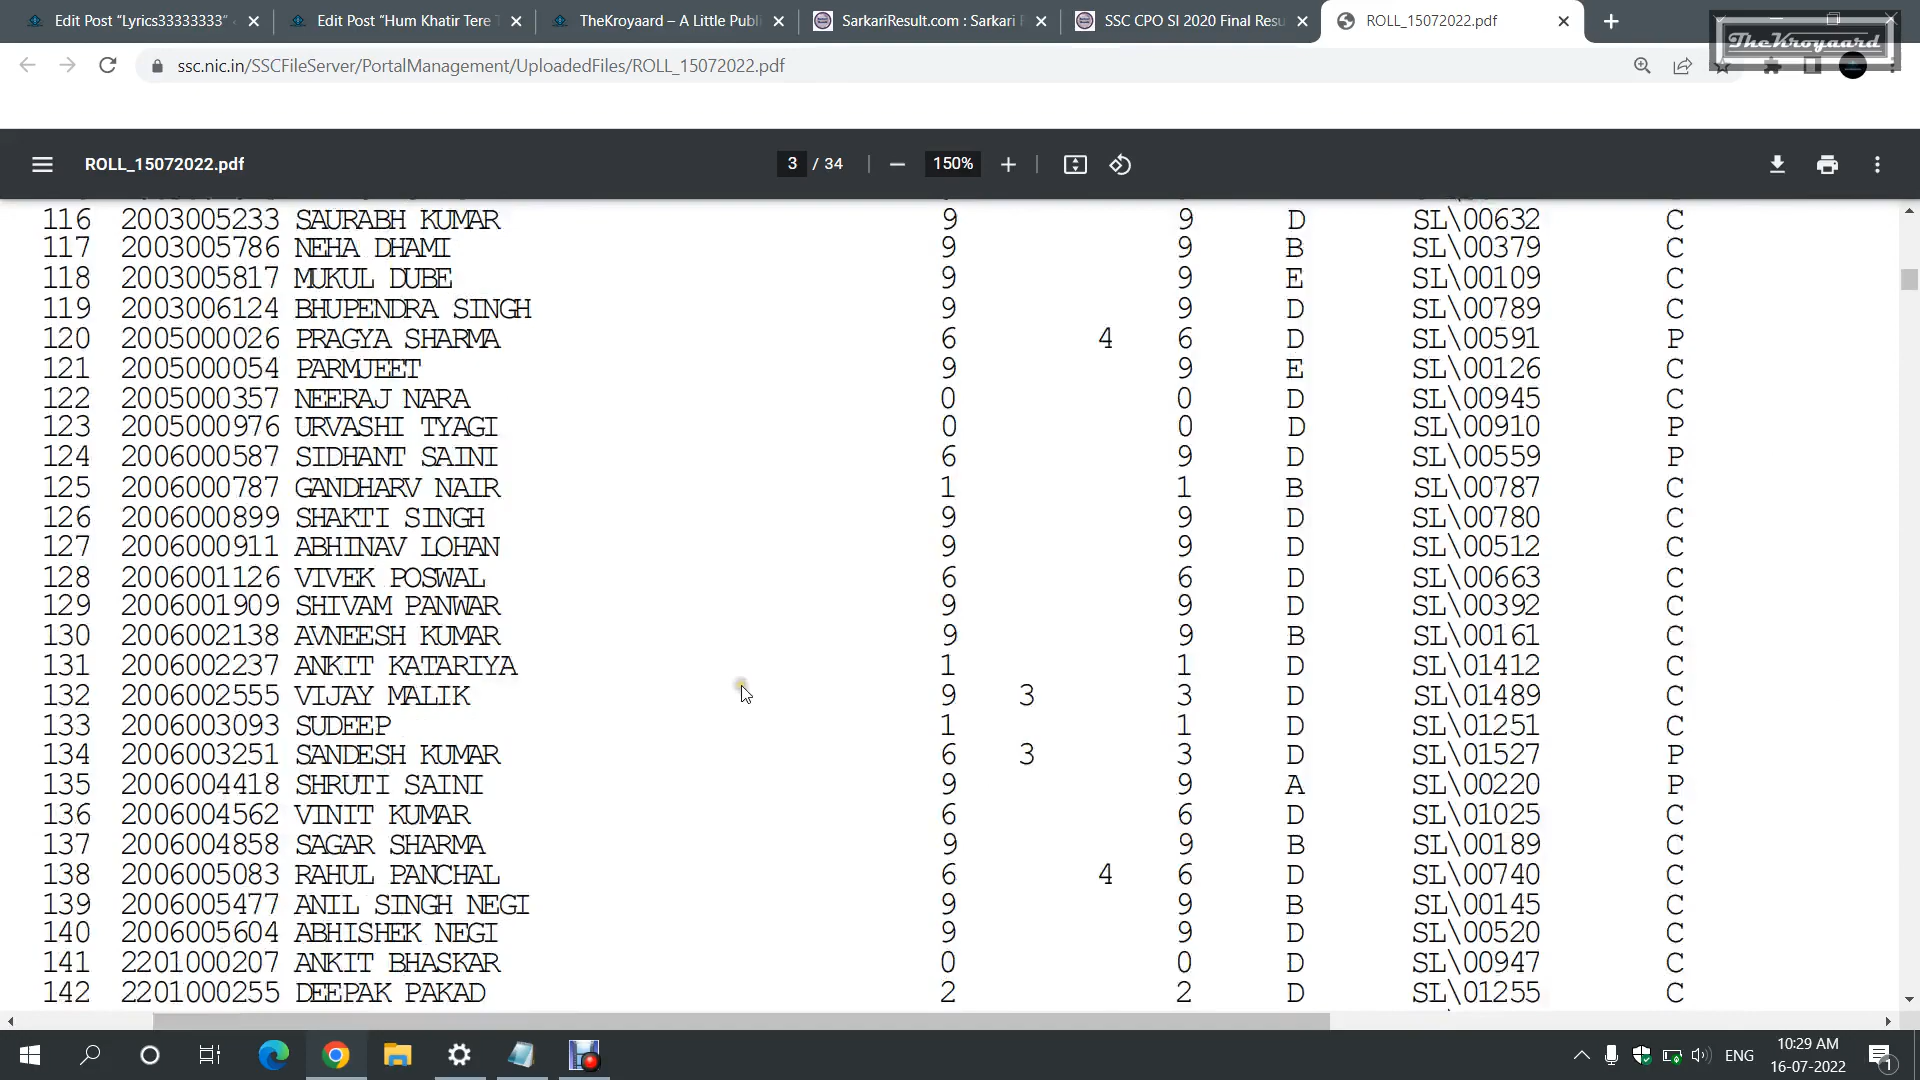 Edit Post “Lyrics33333333”
Edit Post “Hum Khatir Tere
TheKroyaard – A Little Publi
SarkariResult.com : Sarkari
SSC CPO SI 2020 Final Resu
ROLL_15072022.pdf
TheKroyaard
ssc.nic.in/SSCFileServer/PortalManagement/UploadedFiles/ROLL_15072022.pdf
ROLL_15072022.pdf 3 / 34 150%
116 2003005233 SAURABH KUMAR 9 9 D SL\00632 C
117 2003005786 NEHA DHAMI 9 9 B SL\00379 C
118 2003005817 MUKUL DUBE 9 9 E SL\00109 C
119 2003006124 BHUPENDRA SINGH 9 9 D SL\00789 C
120 2005000026 PRAGYA SHARMA 6 4 6 D SL\00591 P
121 2005000054 PARMJEET 9 9 E SL\00126 C
122 2005000357 NEERAJ NARA 0 0 D SL\00945 C
123 2005000976 URVASHI TYAGI 0 0 D SL\00910 P
124 2006000587 SIDHANT SAINI 6 9 D SL\00559 P
125 2006000787 GANDHARV NAIR 1 1 B SL\00787 C
126 2006000899 SHAKTI SINGH 9 9 D SL\00780 C
127 2006000911 ABHINAV LOHAN 9 9 D SL\00512 C
128 2006001126 VIVEK POSWAL 6 6 D SL\00663 C
129 2006001909 SHIVAM PANWAR 9 9 D SL\00392 C
130 2006002138 AVNEESH KUMAR 9 9 B SL\00161 C
131 2006002237 ANKIT KATARIYA 1 1 D SL\01412 C
132 2006002555 VIJAY MALIK 9 3 3 D SL\01489 C
133 2006003093 SUDEEP 1 1 D SL\01251 C
134 2006003251 SANDESH KUMAR 6 3 3 D SL\01527 P
135 2006004418 SHRUTI SAINI 9 9 A SL\00220 P
136 2006004562 VINIT KUMAR 6 6 D SL\01025 C
137 2006004858 SAGAR SHARMA 9 9 B SL\00189 C
138 2006005083 RAHUL PANCHAL 6 4 6 D SL\00740 C
139 2006005477 ANIL SINGH NEGI 9 9 B SL\00145 C
140 2006005604 ABHISHEK NEGI 9 9 D SL\00520 C
141 2201000207 ANKIT BHASKAR 0 0 D SL\00947 C
142 2201000255 DEEPAK PAKAD 2 2 D SL\01255 C
ENG
10:29 AM
16-07-2022
1